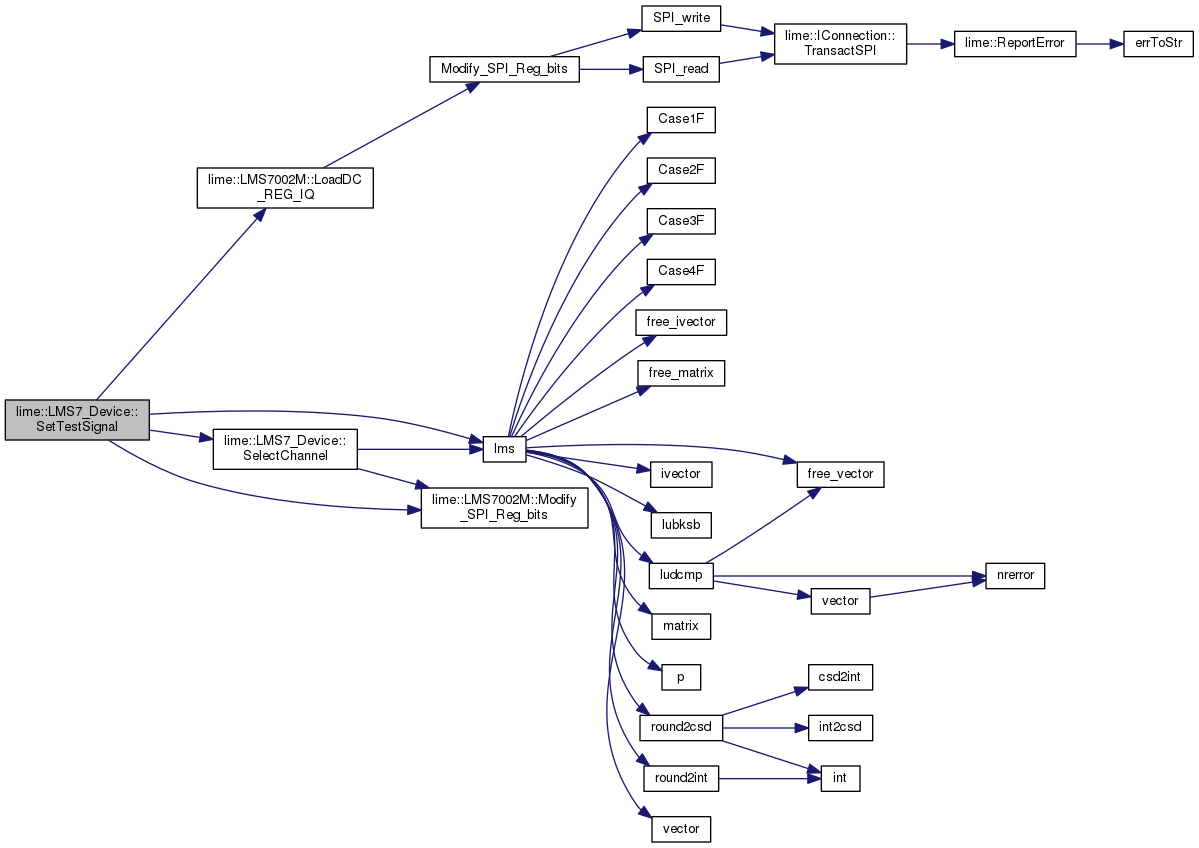 SPI_write
lime::IConnection::
TransactSPI
lime::ReportError
errToStr
Modify_SPI_Reg_bits
SPI_read
Case1F
Case2F
lime::LMS7002M::LoadDC
_REG_IQ
Case3F
Case4F
free_ivector
free_matrix
lime::LMS7_Device::
SetTestSignal
lime::LMS7_Device::
SelectChannel
lms
free_vector
ivector
lime::LMS7002M::Modify
_SPI_Reg_bits
lubksb
ludcmp
nrerror
vector
matrix
p
csd2int
round2csd
int2csd
round2int
int
vector